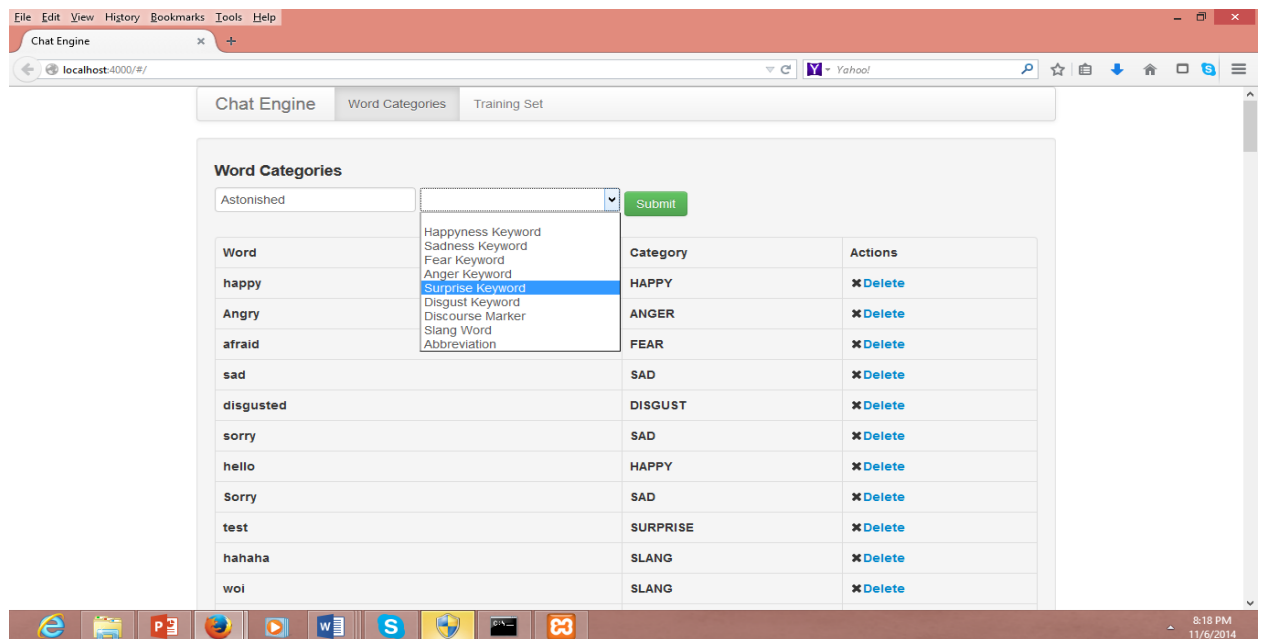 File Edit View History Bookmarks Tools Help
Chat Engine
localhost:4000/#/
Yahoo!
Chat Engine Word Categories Training Set
Word Categories
Astonished
Submit
Happyness Keyword
Sadness Keyword
Fear Keyword
Anger Keyword
Surprise Keyword
Disgust Keyword
Discourse Marker
Slang Word
Abbreviation
Word Category Actions
happy HAPPY Delete
Angry ANGER Delete
afraid FEAR Delete
sad SAD Delete
disgusted DISGUST Delete
sorry SAD Delete
hello HAPPY Delete
Sorry SAD Delete
test SURPRISE Delete
hahaha SLANG Delete
woi SLANG Delete
8:18 PM
11/6/2014